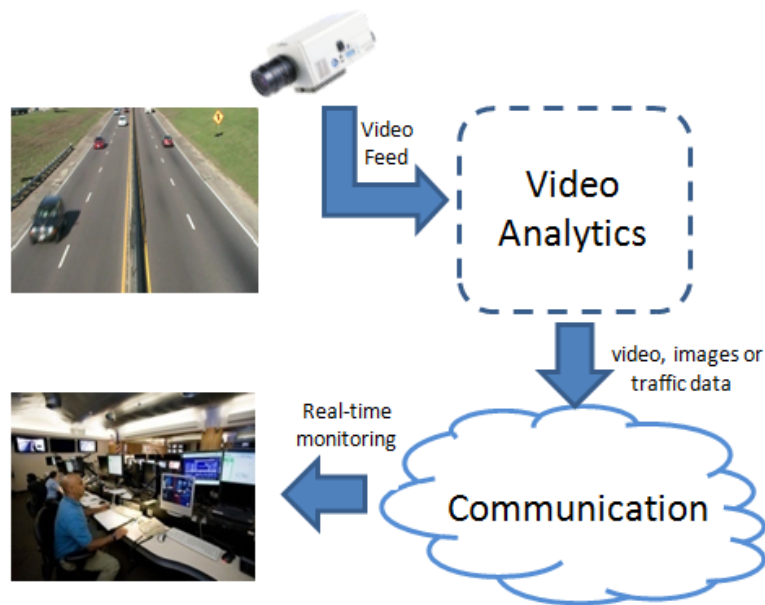 Video
Feed
Video
Analytics
video, images or
traffic data
Real-time
monitoring
Communication